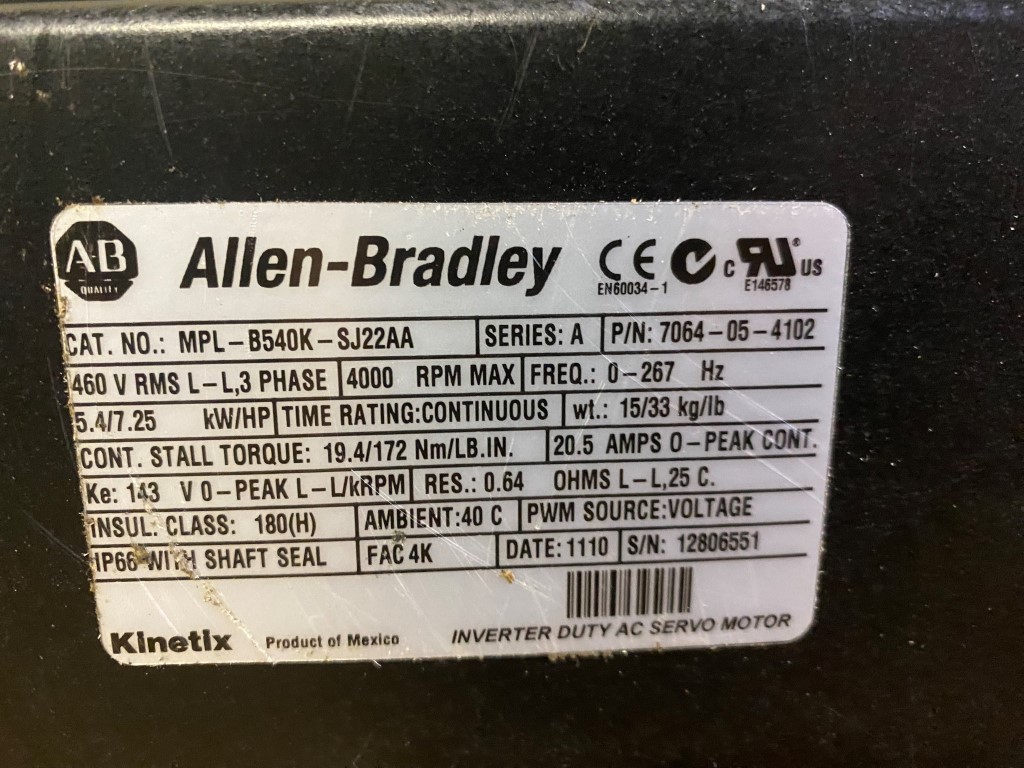 AB
QUALITY
Allen-Bradley
CE
EN60034-1
c RU® US
E146578
CAT. NO.: MPL-B540K-SJ22AA SERIES: A P/N: 7064-05-4102
460 V RMS L-L,3 PHASE 4000 RPM MAX FREQ.: 0-267 Hz
5.4/7.25 kW/HP TIME RATING:CONTINUOUS wt.: 15/33 kg/lb
CONT. STALL TORQUE: 19.4/172 Nm/LB.IN. 20.5 AMPS 0-PEAK CONT.
Ke: 143 V 0-PEAK L-L/kRPM RES.: 0.64 OHMS L-L,25 C.
INSUL. CLASS: 180(H) AMBIENT:40 C PWM SOURCE:VOLTAGE
IP66 WITH SHAFT SEAL FAC 4K DATE: 1110 S/N: 12806551
Kinetix Product of Mexico INVERTER DUTY AC SERVO MOTOR